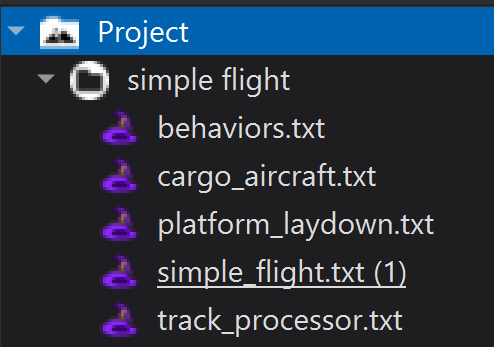 Project
simple flight
behaviors.txt
cargo_aircraft.txt
platform_laydown.txt
simple_flight.txt (1)
track_processor.txt